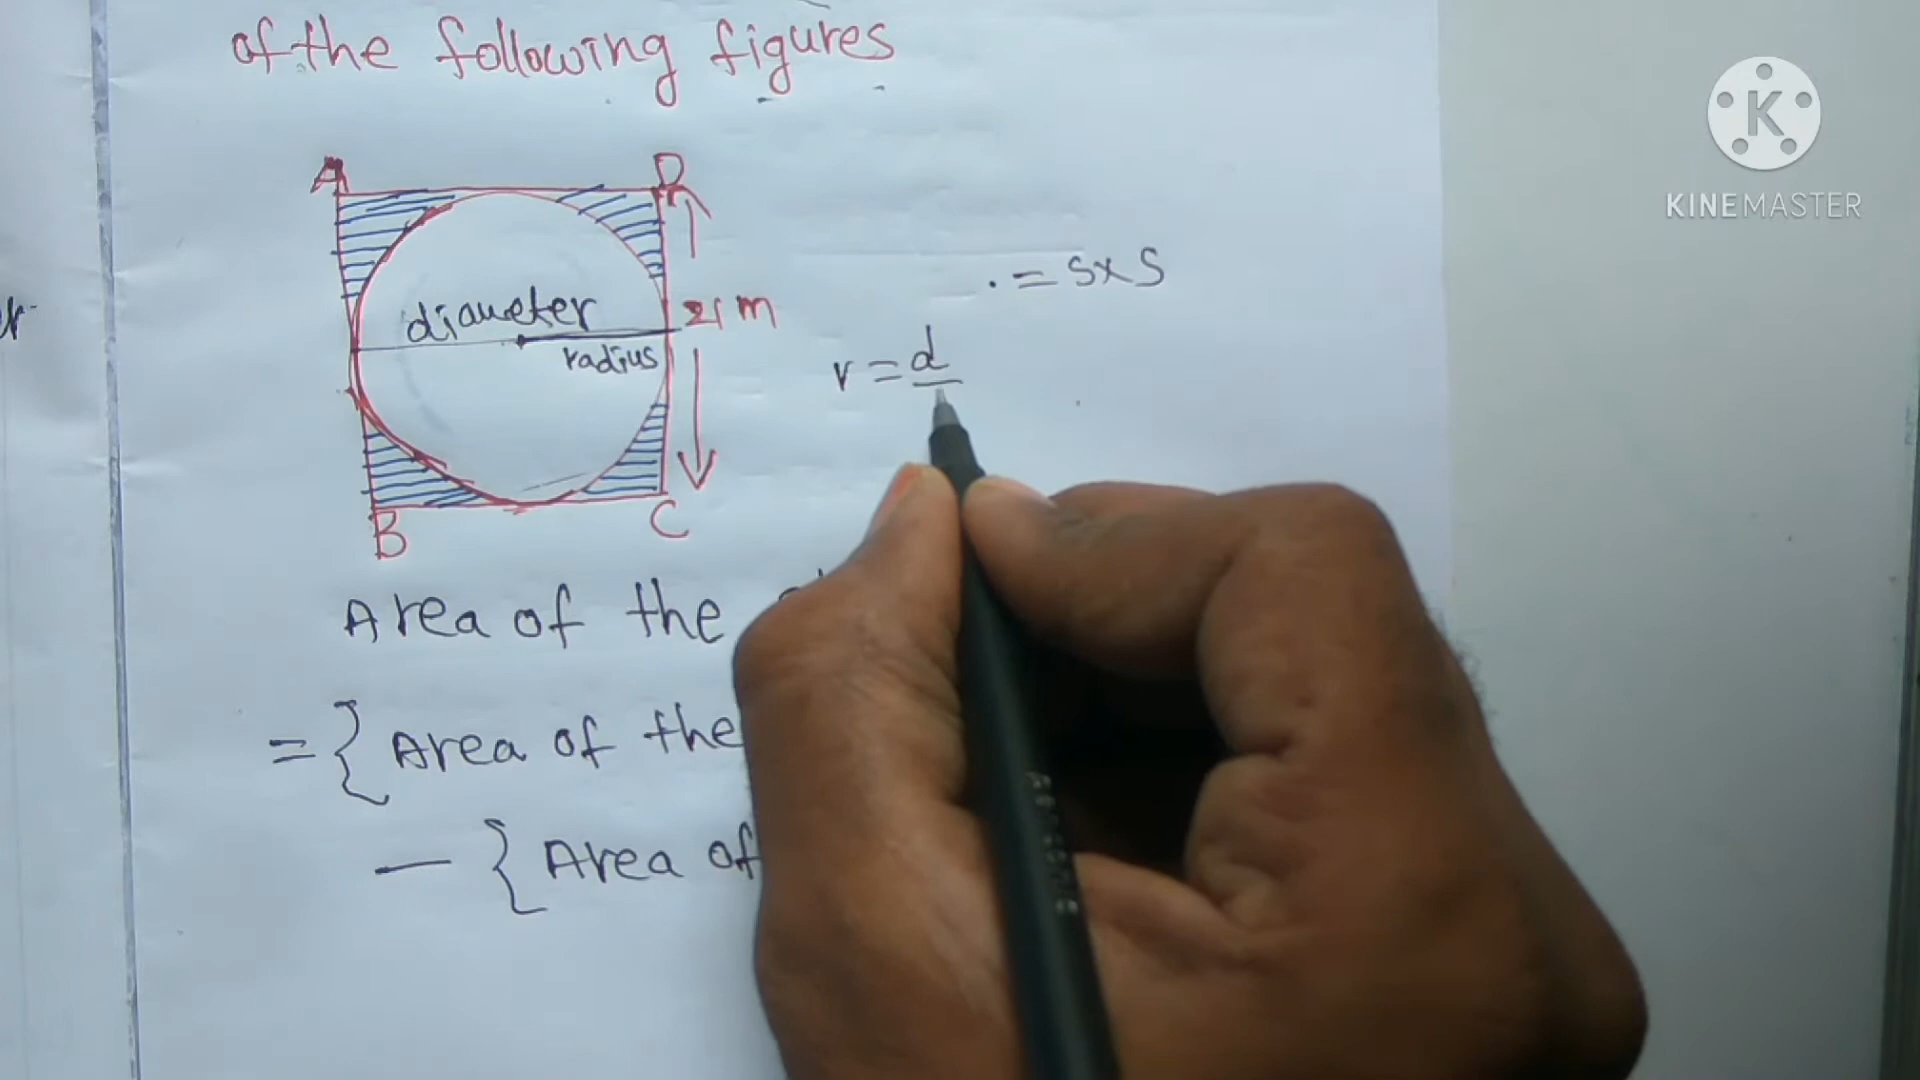 of the following figures
A D
diameter
radius
21 m
= S x S
r = d
B C
Area of the
= { Area of the
- { Area of
K
KINEMASTER